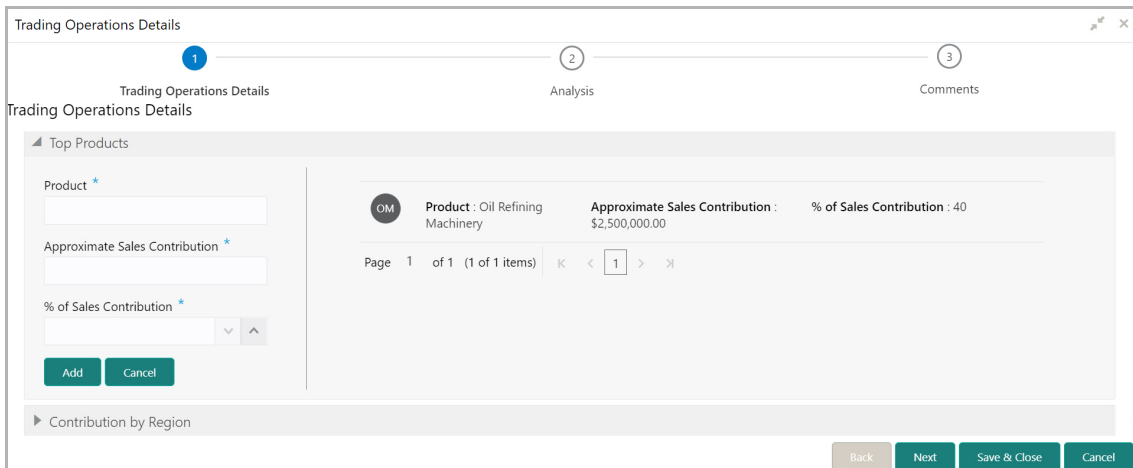 Trading Operations Details
1
2
3
Trading Operations Details
Analysis
Comments
Trading Operations Details
Top Products
Product *
Approximate Sales Contribution *
% of Sales Contribution *
Add Cancel
OM
Product : Oil Refining
Machinery
Approximate Sales Contribution :
$2,500,000.00
% of Sales Contribution : 40
Page 1 of 1 (1 of 1 items) 1
Contribution by Region
Back Next Save & Close Cancel